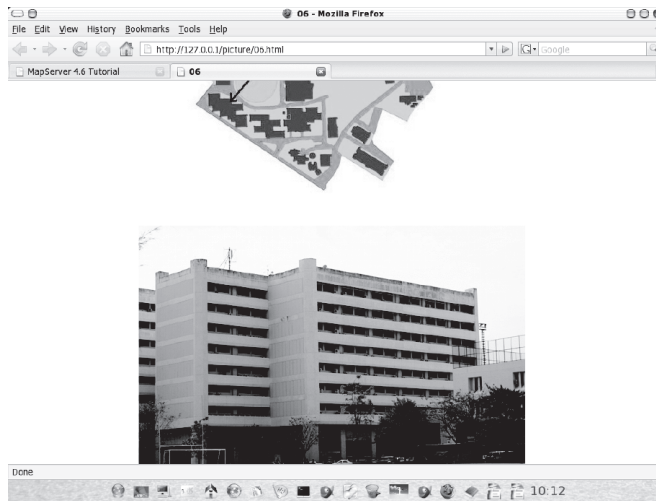 06 - Mozilla Firefox
File Edit View History Bookmarks Tools Help
http://127.0.0.1/picture/06.html
Google
MapServer 4.6 Tutorial
06
Done
10:12